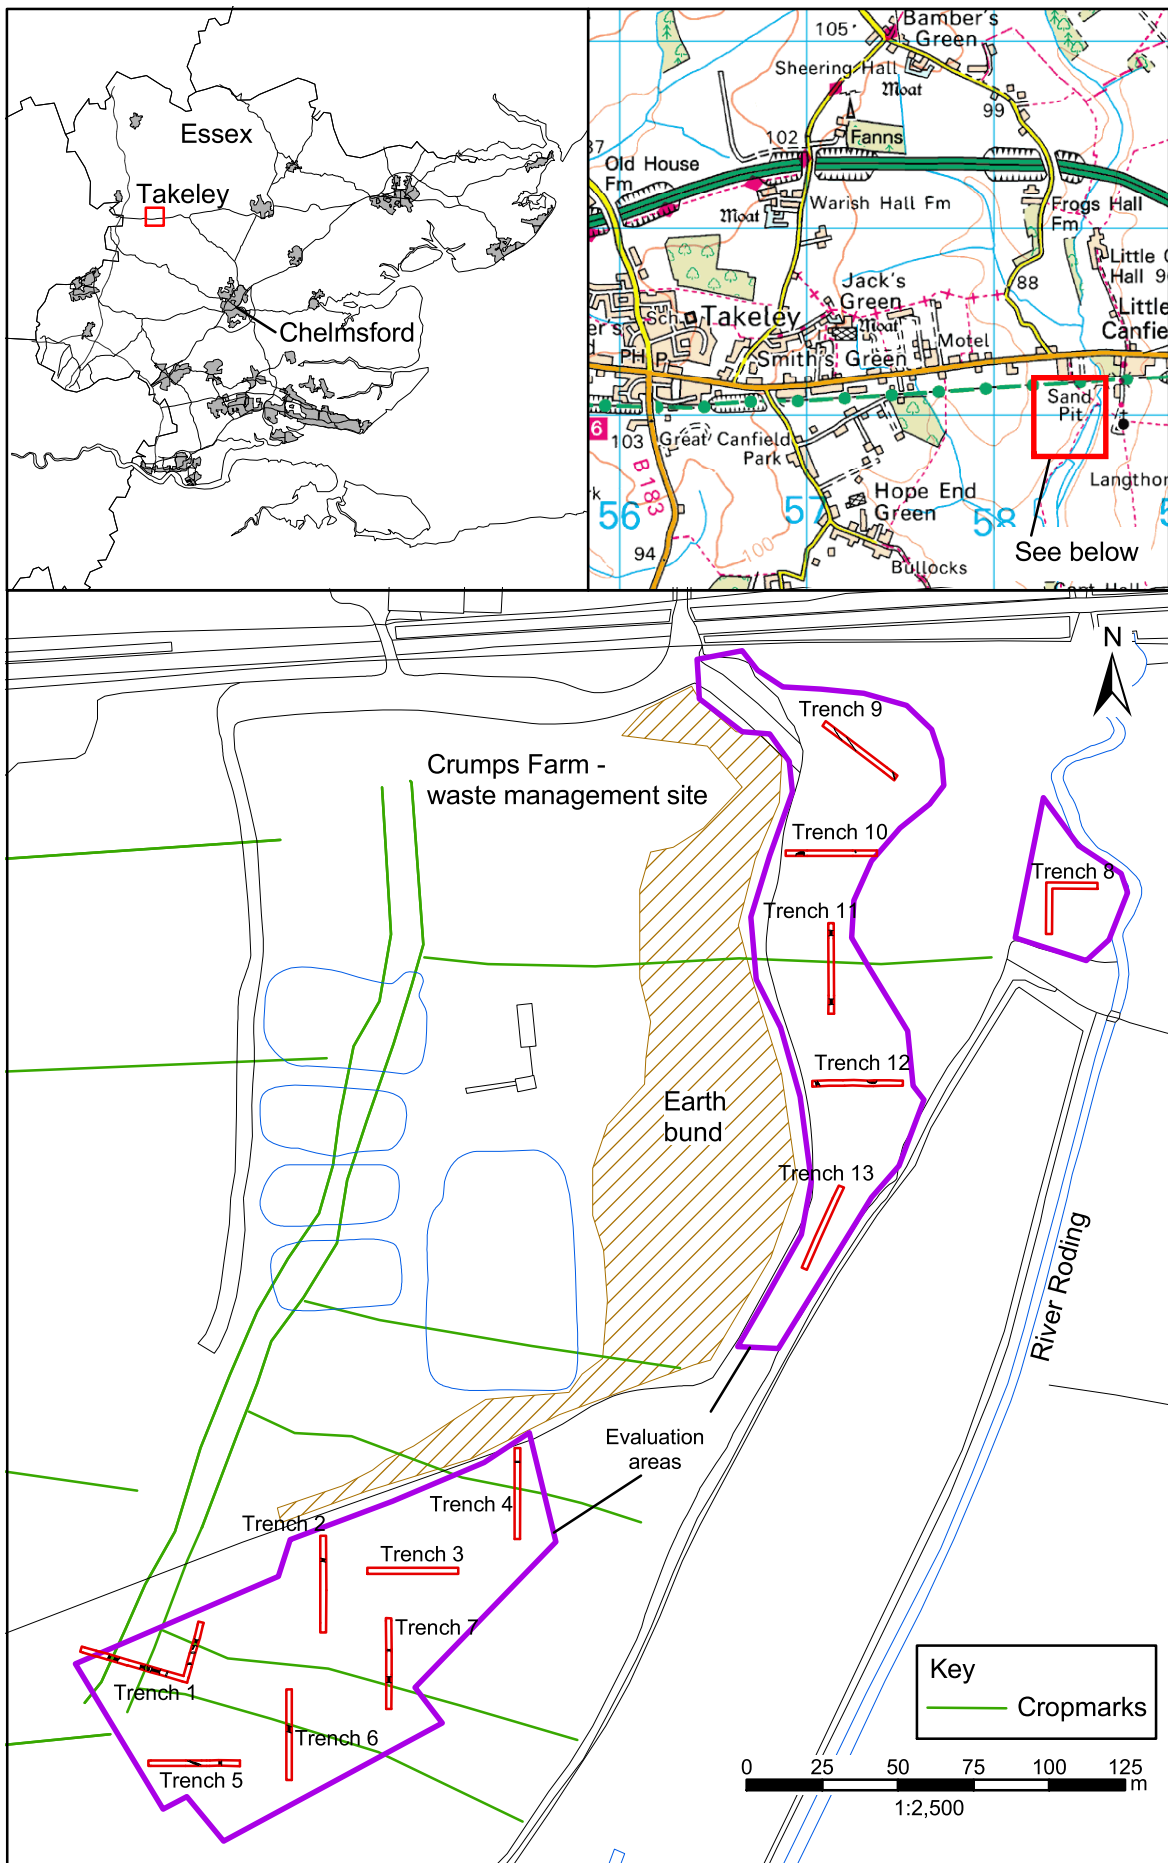 Essex
Takeley
Chelmsford
Bamber's
Green
105
Sheering Hall
Moat
99
102
Fanns
37
Old House
Fm
Moat
Warish Hall Fm
Frogs Hall
Fm
Jack's
Green
88
Hall
Sch
Takeley
Moat
Motel
PH
P
Smith's Green
Sand
Pit
6
103
Great Canfield
Park
B 183
Hope End
Green
56
57
58
94
100
Bullocks
See below
N
Trench 9
Crumps Farm -
waste management site
Trench 10
Trench 8
Trench 11
Trench 12
Earth
bund
Trench 13
River Roding
Evaluation
areas
Trench 4
Trench 2
Trench 3
Trench 7
Trench 1
Trench 6
Trench 5
Key
Cropmarks
0 25 50 75 100 125
m
1:2,500